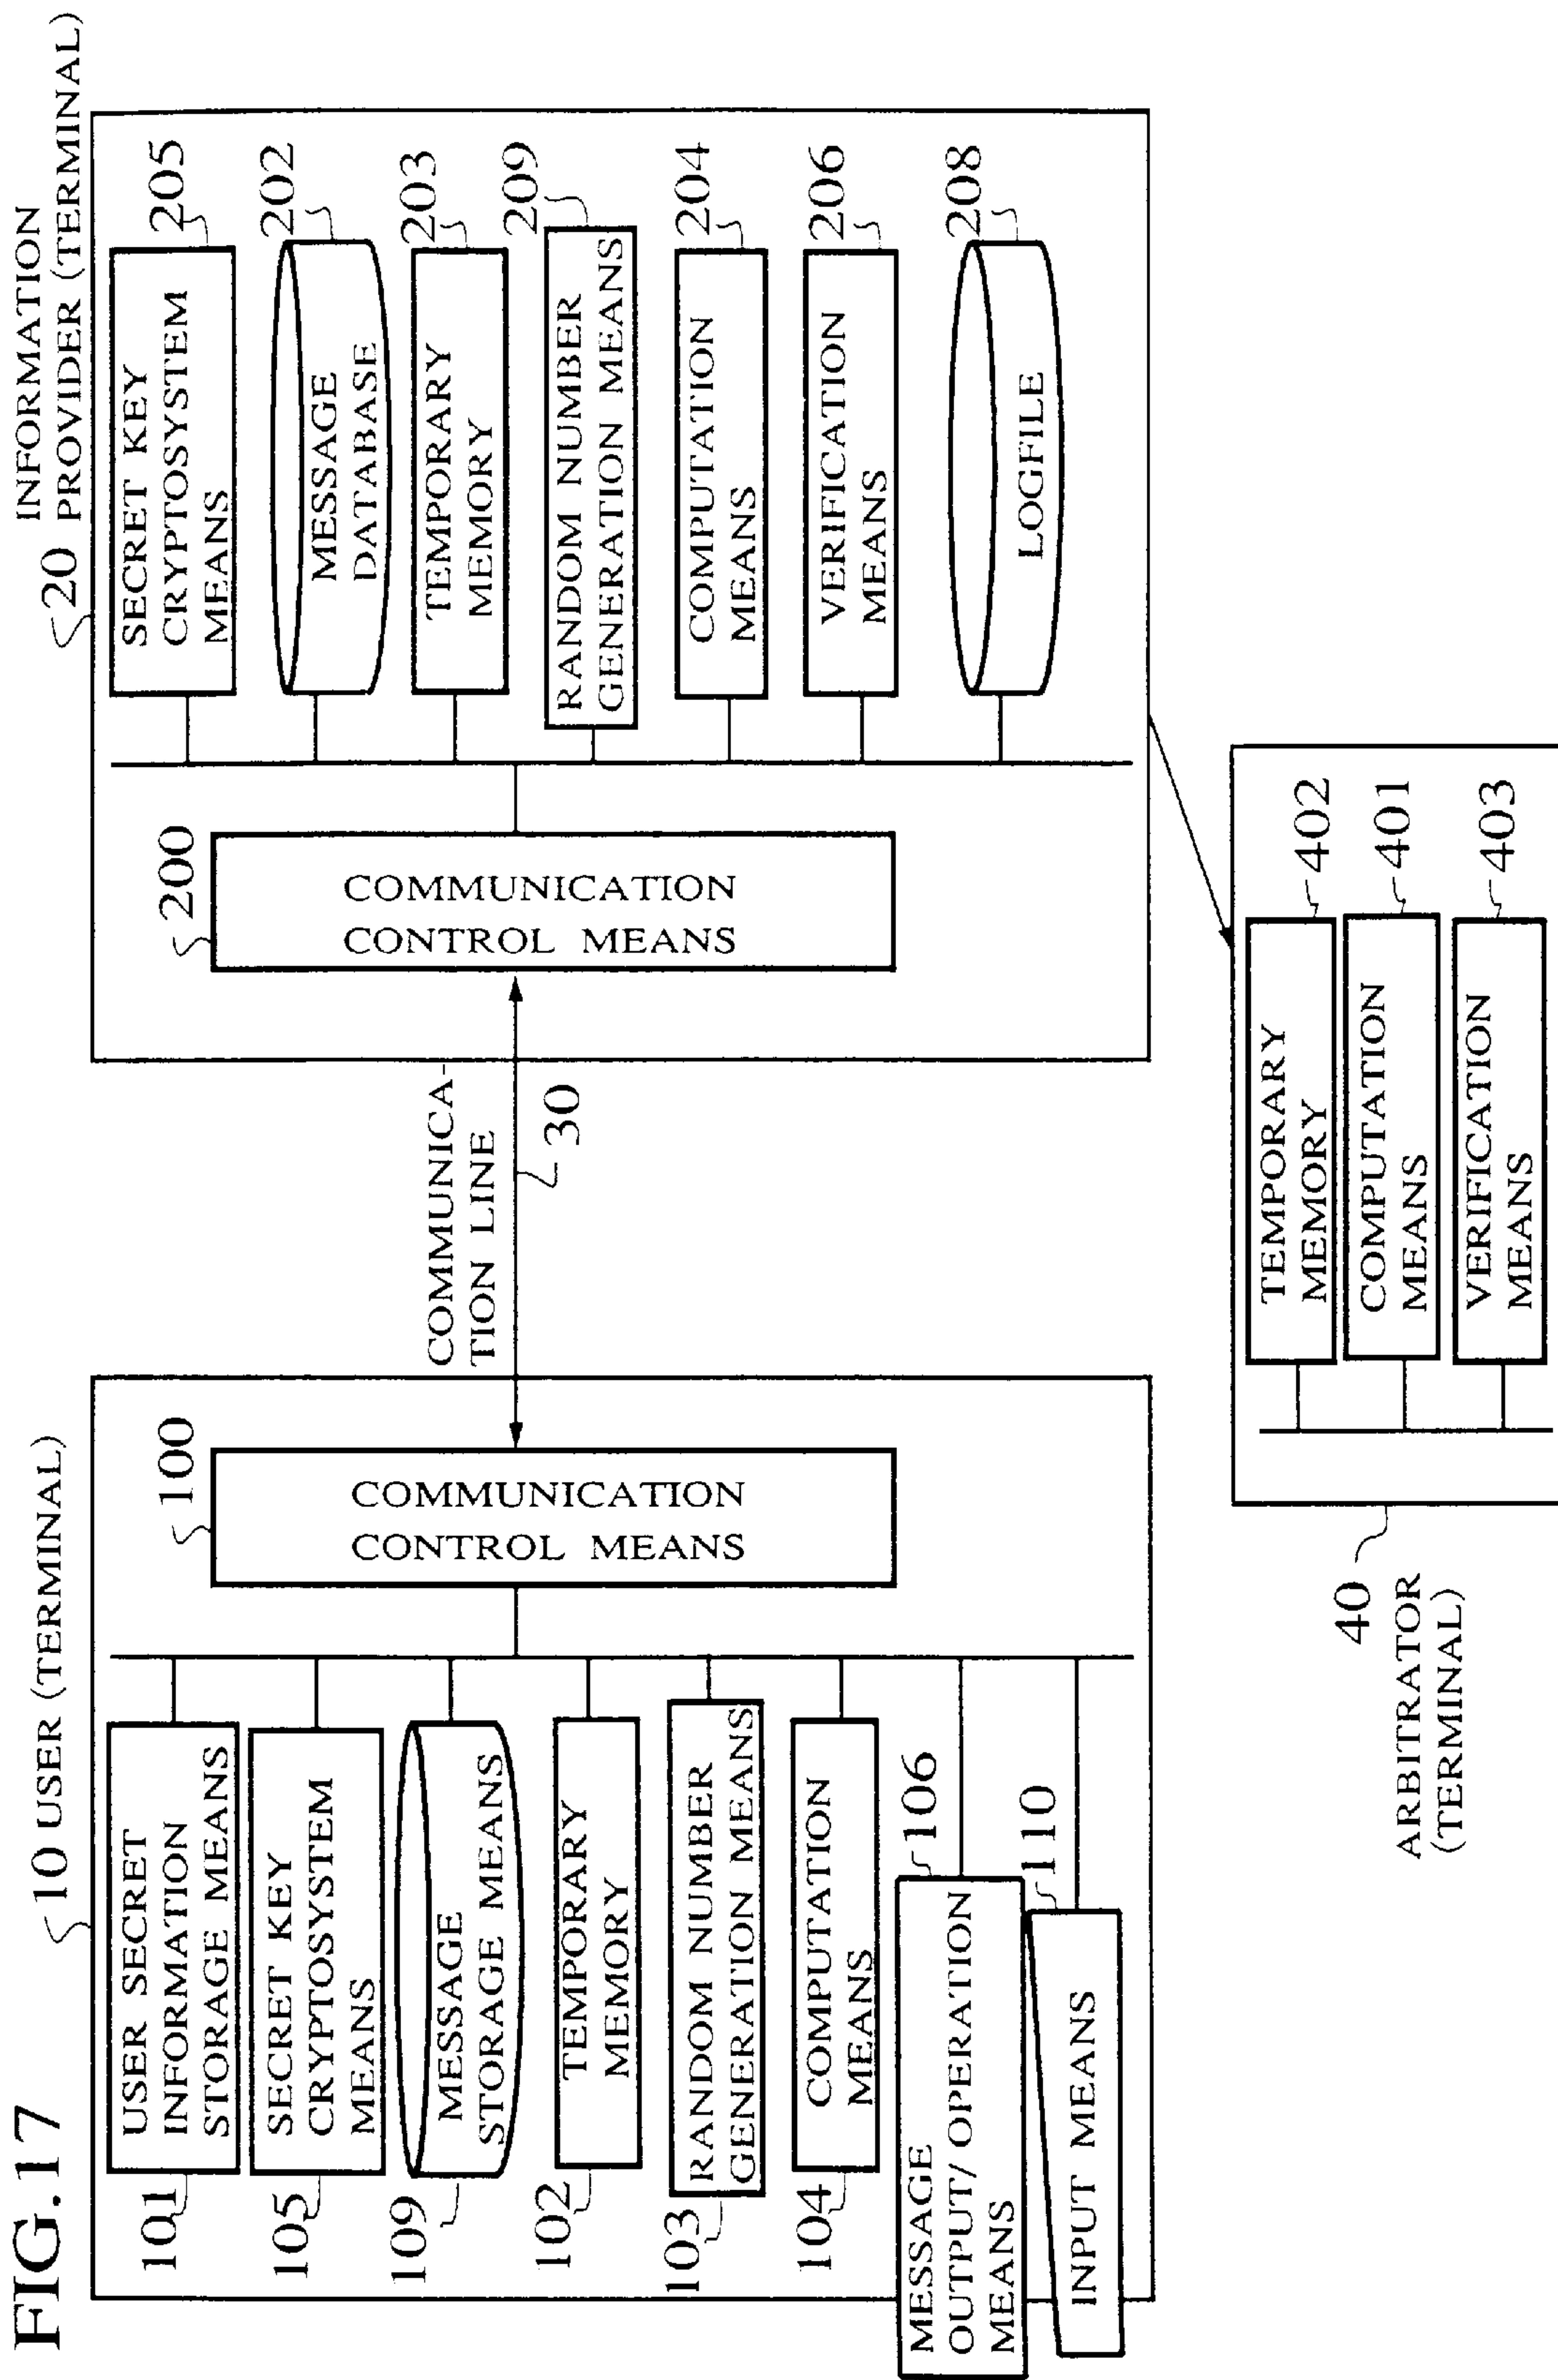 FIG.17
10 USER (TERMINAL)
101
USER SECRET
INFORMATION
STORAGE MEANS
105
SECRET KEY
CRYPTOSYSTEM
MEANS
109
MESSAGE
STORAGE MEANS
102
TEMPORARY
MEMORY
103
RANDOM NUMBER
GENERATION MEANS
104
COMPUTATION
MEANS
MESSAGE
OUTPUT/OPERATION
MEANS
106
INPUT MEANS
110
100
COMMUNICATION
CONTROL MEANS
COMMUNICA-
TION LINE
30
INFORMATION
20 PROVIDER (TERMINAL)
200
COMMUNICATION
CONTROL MEANS
SECRET KEY
CRYPTOSYSTEM
MEANS
205
MESSAGE
DATABASE
202
TEMPORARY
MEMORY
203
RANDOM NUMBER
GENERATION MEANS
209
COMPUTATION
MEANS
204
VERIFICATION
MEANS
206
LOGFILE
208
40
ARBITRATOR
(TERMINAL)
TEMPORARY
MEMORY
402
COMPUTATION
MEANS
401
VERIFICATION
MEANS
403